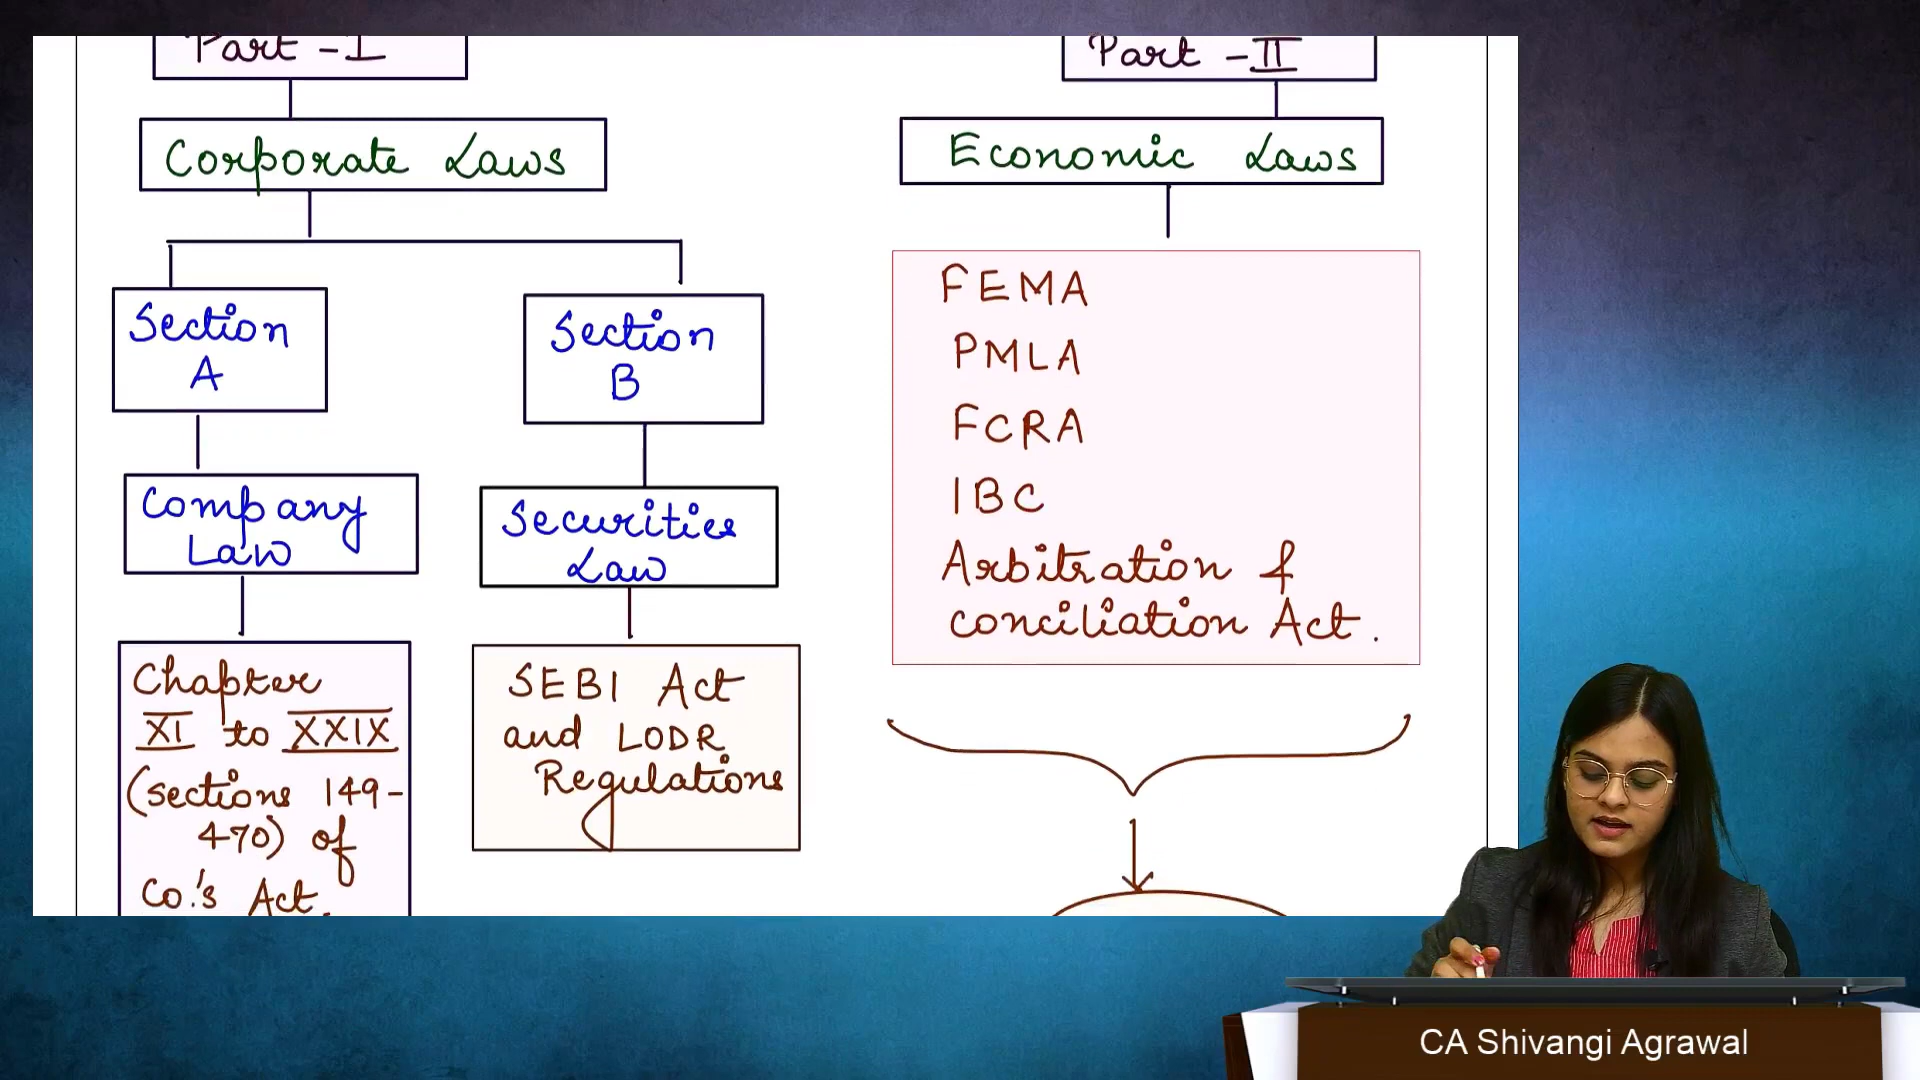 Part - I
Corporate Laws
Section
A
Section
B
Company
Law
Securities
Law
Chapter
XI to XXIX
(sections 149-
470) of
Co.'s Act.
SEBI Act
and LODR
Regulations
Part - II
Economic Laws
FEMA
PMLA
FCRA
IBC
Arbitration &
conciliation Act.
CA Shivangi Agrawal